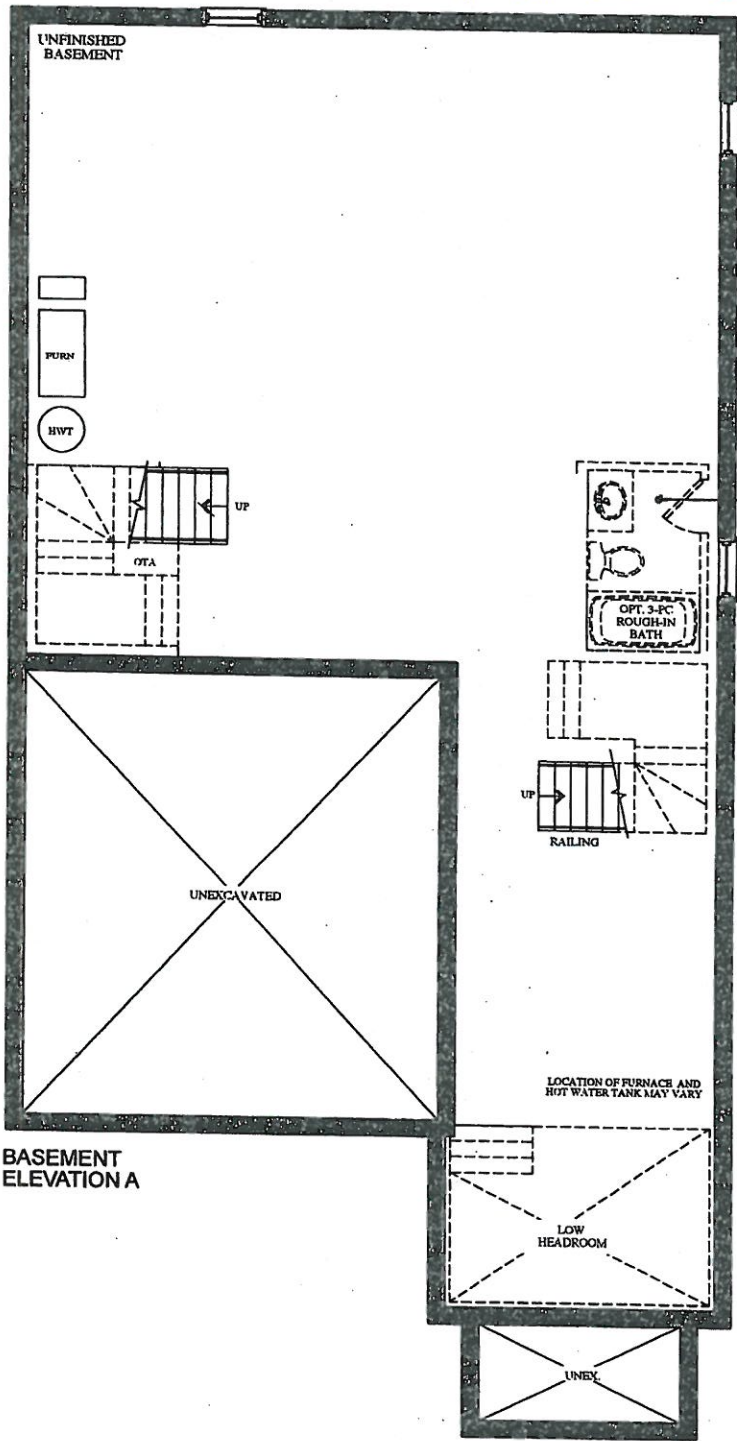 UNFINISHED
BASEMENT
FURN
HWT
UP
OTA
OPT. 3-PC
ROUGH-IN
BATH
UP
RAILING
UNEXCAVATED
LOCATION OF FURNACE AND
HOT WATER TANK MAY VARY
BASEMENT
ELEVATION A
LOW
HEADROOM
UNEX.